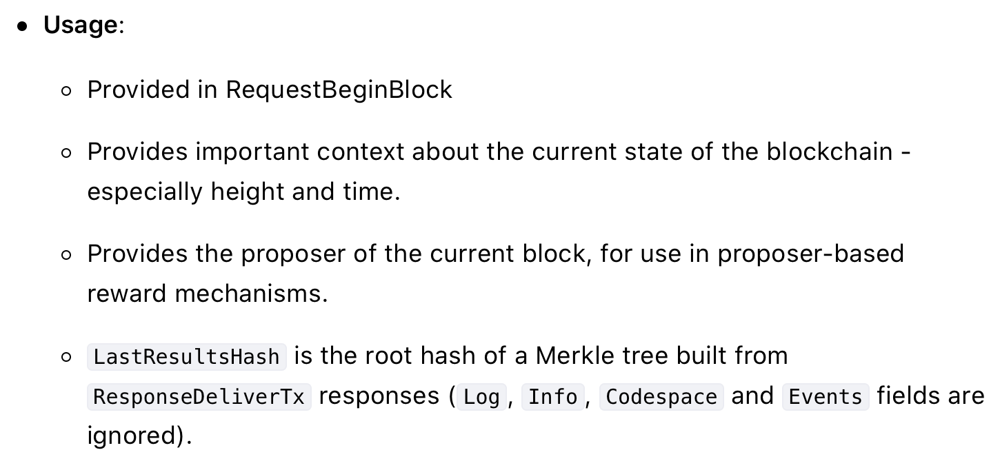 Usage:
Provided in RequestBeginBlock
Provides important context about the current state of the blockchain -
especially height and time.
Provides the proposer of the current block, for use in proposer-based
reward mechanisms.
LastResultsHash is the root hash of a Merkle tree built from
ResponseDeliverTx responses (Log, Info, Codespace and Events fields are
ignored).